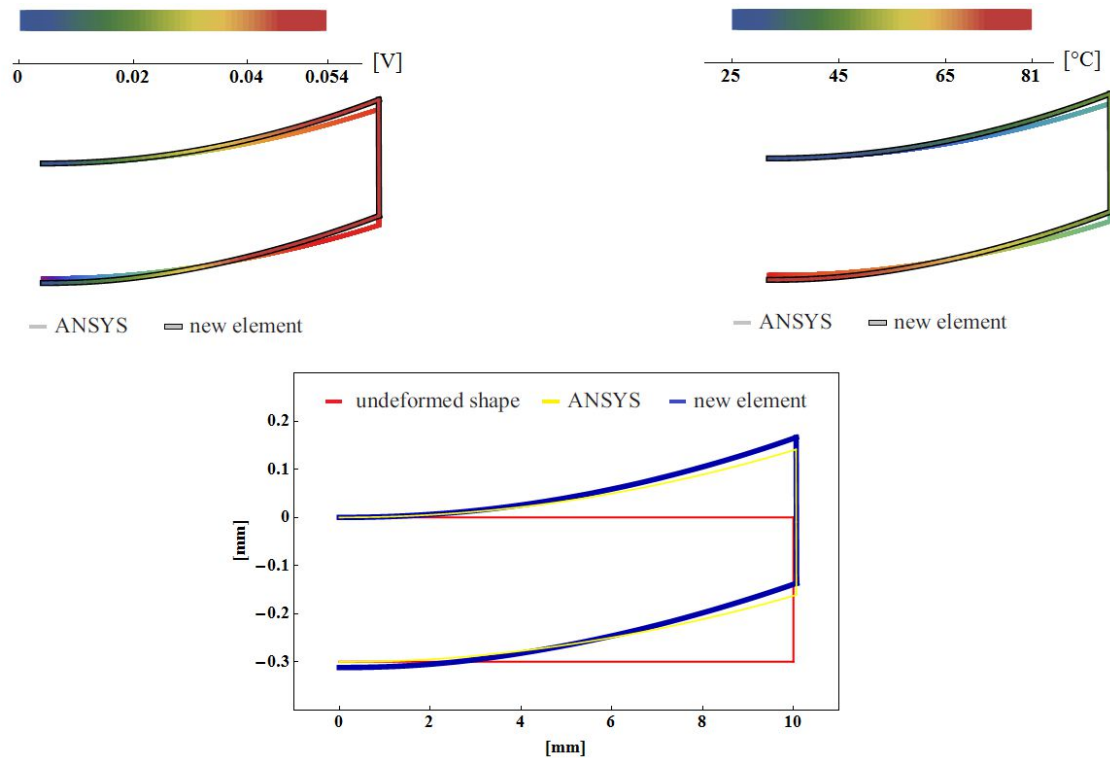 [V]
0 0.02 0.04 0.054
ANSYS new element
[°C]
25 45 65 81
ANSYS new element
undeformed shape ANSYS new element
0.2
0.1
0
−0.1
−0.2
−0.3
[mm]
0 2 4 6 8 10
[mm]